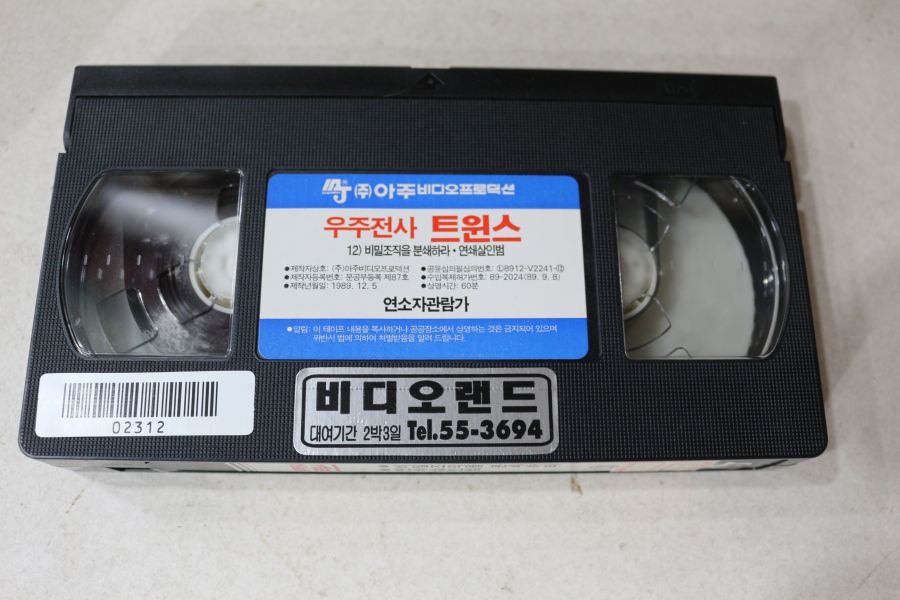 (주)아주비디오프로덕션
우주전사 트윈스
12) 비밀조직을 분쇄하라·연쇄살인범
●제작자상호: (주)아주비디오프로덕션 ●공윤심의필심의번호: Ⓛ8912-V2241-⑫
●제작자등록번호: 문공부등록 제87호 ●수입복제허가번호: 89-2024(89. 9. 8)
●제작년월일: 1989. 12. 5 ●상영시간: 60분
연소자관람가
●알림: 이 테이프 내용을 복사하거나 공공장소에서 상영하는 것은 금지되어 있으며
위반시 법에 의하여 처벌받음을 알려 드립니다.
02312
비디오랜드
대여기간 2박3일 Tel.55-3694